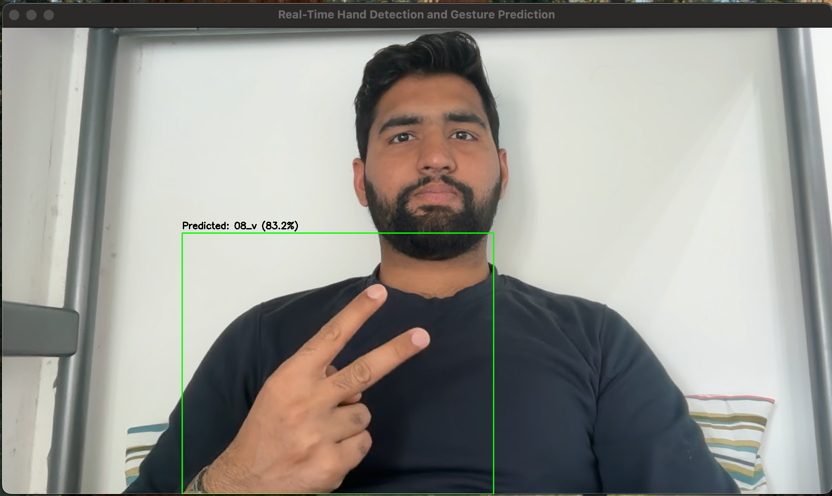 Real-Time Hand Detection and Gesture Prediction
Predicted: 08_v (83.2%)